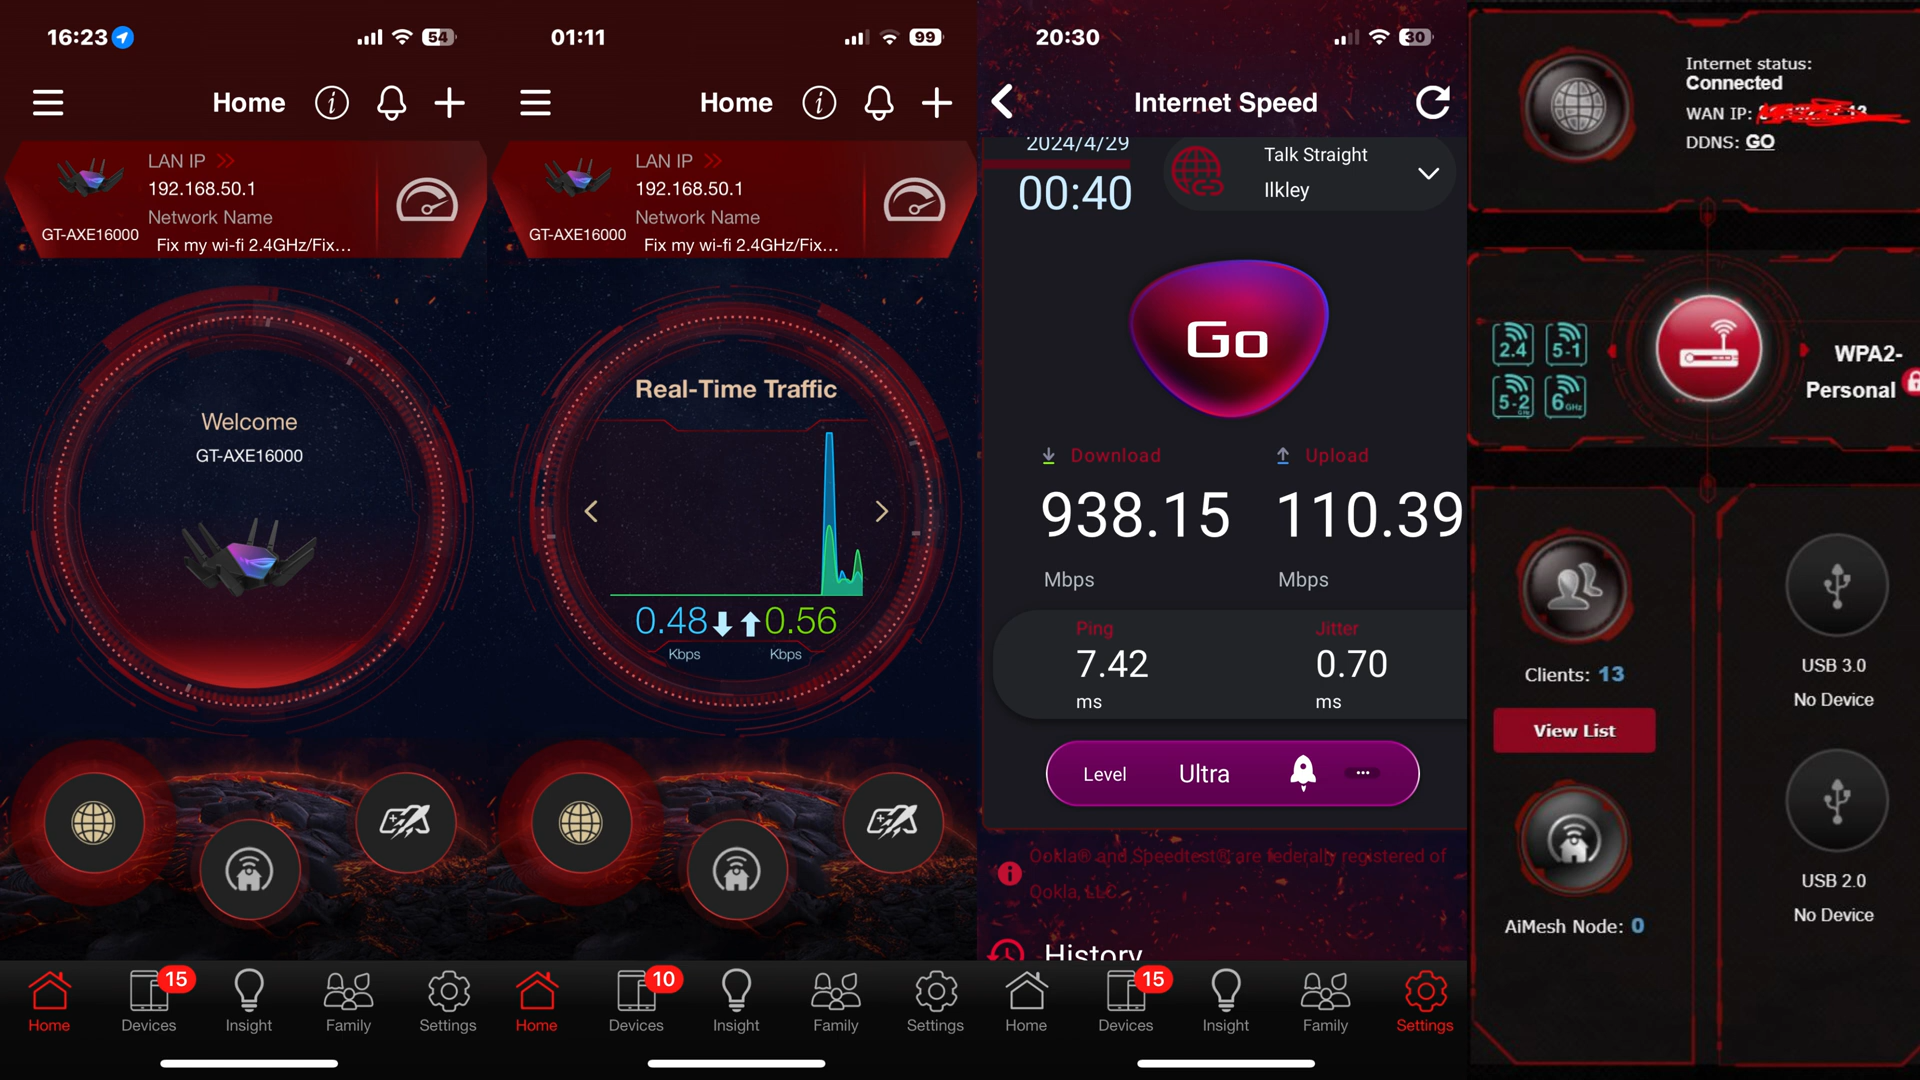 16:23
54
Home
LAN IP
192.168.50.1
Network Name
GT-AXE16000
Fix my wi-fi 2.4GHz/Fix...
Welcome
GT-AXE16000
Home
15
Devices
Insight
Family
Settings
01:11
99
Home
LAN IP
192.168.50.1
Network Name
GT-AXE16000
Fix my wi-fi 2.4GHz/Fix...
Real-Time Traffic
0.48 0.56
Kbps Kbps
Home
10
Devices
Insight
Family
Settings
20:30
30
Internet Speed
2024/4/29
00:40
Talk Straight
Ilkley
Go
Download Upload
938.15 110.39
Mbps Mbps
Ping Jitter
7.42 0.70
ms ms
Level Ultra ...
Ookla® and Speedtest® are federally registered of
Ookla, LLC.
History
Home
15
Devices
Insight
Family
Settings
Internet status:
Connected
WAN IP:
DDNS: GO
2.4 5-1
5-2 GHz 6 GHz
WPA2-
Personal
Clients: 13
View List
AiMesh Node: 0
USB 3.0
No Device
USB 2.0
No Device